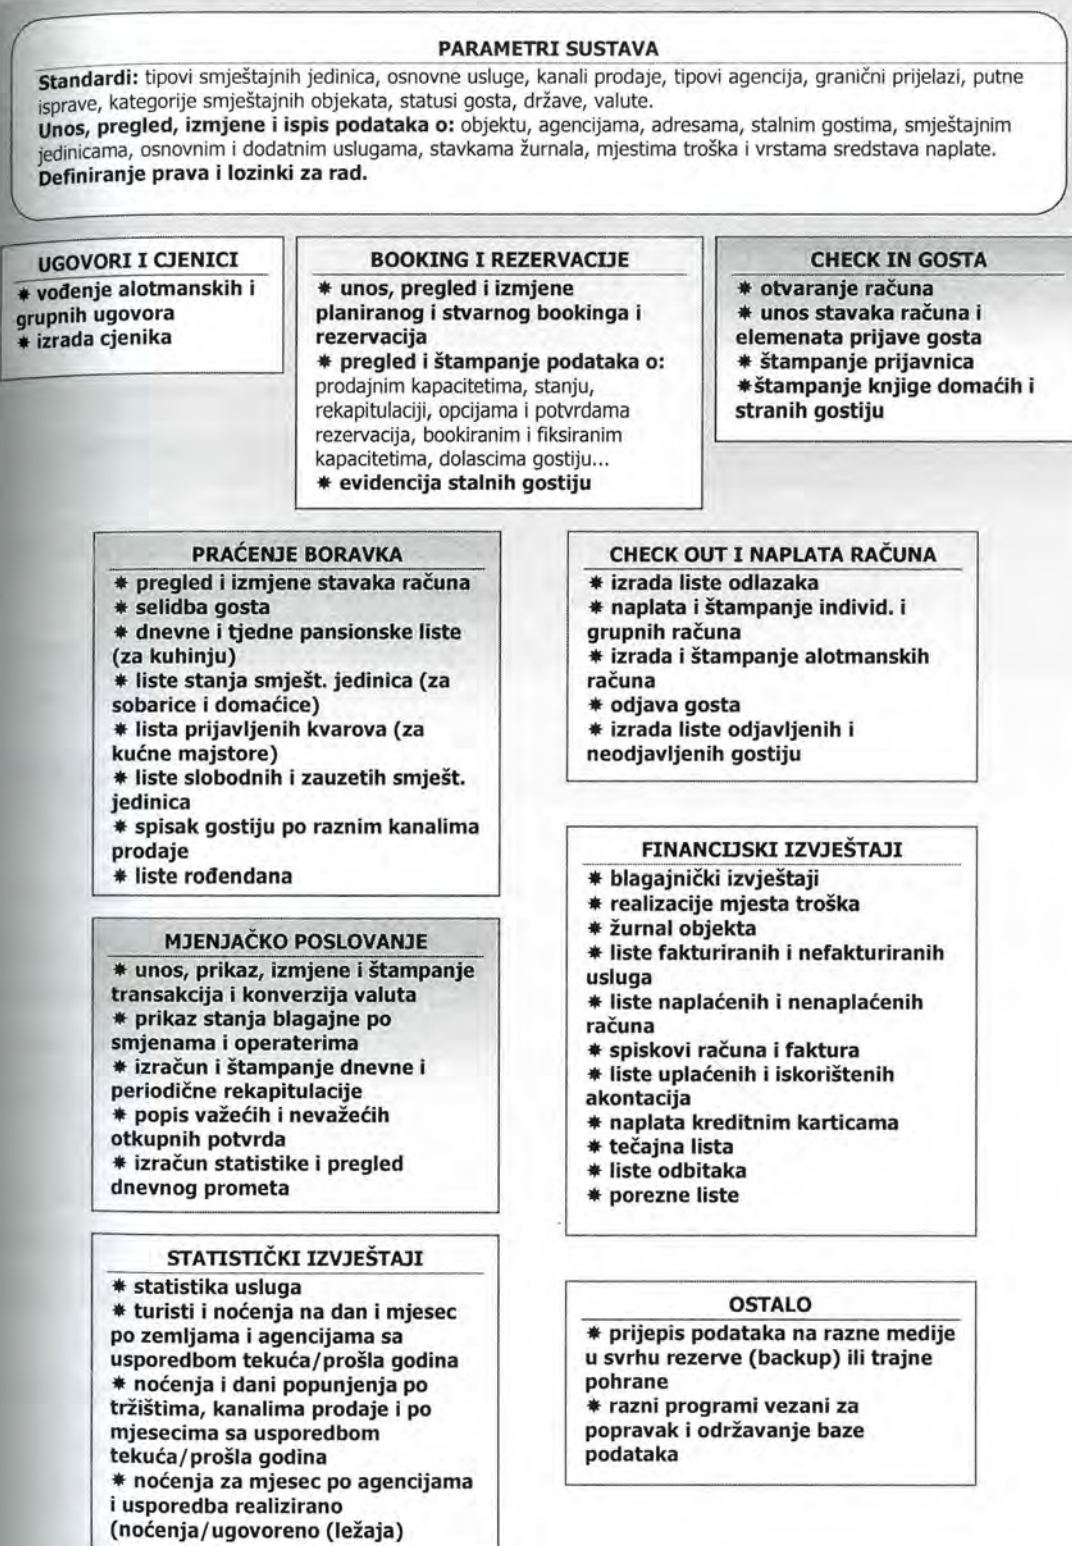 PARAMETRI SUSTAVA
Standardi: tipovi smještajnih jedinica, osnovne usluge, kanali prodaje, tipovi agencija, granični prijelazi, putne
isprave, kategorije smještajnih objekata, statusi gosta, države, valute.
Unos, pregled, izmjene i ispis podataka o: objektu, agencijama, adresama, stalnim gostima, smještajnim
jedinicama, osnovnim i dodatnim uslugama, stavkama žurnala, mjestima troška i vrstama sredstava naplate.
Definiranje prava i lozinki za rad.
UGOVORI I CJENICI
✷ vođenje alotmanskih i
grupnih ugovora
✷ izrada cjenika
BOOKING I REZERVACIJE
✷ unos, pregled i izmjene
planiranog i stvarnog bookinga i
rezervacija
✷ pregled i štampanje podataka o:
prodajnim kapacitetima, stanju,
rekapitulaciji, opcijama i potvrdama
rezervacija, bookiranim i fiksiranim
kapacitetima, dolascima gostiju...
✷ evidencija stalnih gostiju
CHECK IN GOSTA
✷ otvaranje računa
✷ unos stavaka računa i
elemenata prijave gosta
✷ štampanje prijavnica
✷štampanje knjige domaćih i
stranih gostiju
PRAĆENJE BORAVKA
✷ pregled i izmjene stavaka računa
✷ selidba gosta
✷ dnevne i tjedne pansionske liste
(za kuhinju)
✷ liste stanja smješt. jedinica (za
sobarice i domaćice)
✷ lista prijavljenih kvarova (za
kućne majstore)
✷ liste slobodnih i zauzetih smješt.
jedinica
✷ spisak gostiju po raznim kanalima
prodaje
✷ liste rođendana
CHECK OUT I NAPLATA RAČUNA
✷ izrada liste odlazaka
✷ naplata i štampanje individ. i
grupnih računa
✷ izrada i štampanje alotmanskih
računa
✷ odjava gosta
✷ izrada liste odjavljenih i
neodjavljenih gostiju
MJENJAČKO POSLOVANJE
✷ unos, prikaz, izmjene i štampanje
transakcija i konverzija valuta
✷ prikaz stanja blagajne po
smjenama i operaterima
✷ izračun i štampanje dnevne i
periodične rekapitulacije
✷ popis važećih i nevažećih
otkupnih potvrda
✷ izračun statistike i pregled
dnevnog prometa
FINANCIJSKI IZVJEŠTAJI
✷ blagajnički izvještaji
✷ realizacije mjesta troška
✷ žurnal objekta
✷ liste fakturiranih i nefakturiranih
usluga
✷ liste naplaćenih i nenaplaćenih
računa
✷ spiskovi računa i faktura
✷ liste uplaćenih i iskorištenih
akontacija
✷ naplata kreditnim karticama
✷ tečajna lista
✷ liste odbitaka
✷ porezne liste
STATISTIČKI IZVJEŠTAJI
✷ statistika usluga
✷ turisti i noćenja na dan i mjesec
po zemljama i agencijama sa
usporedbom tekuća/prošla godina
✷ noćenja i dani popunjenja po
tržištima, kanalima prodaje i po
mjesecima sa usporedbom
tekuća/prošla godina
✷ noćenja za mjesec po agencijama
i usporedba realizirano
(noćenja/ugovoreno (ležaja)
OSTALO
✷ prijepis podataka na razne medije
u svrhu rezerve (backup) ili trajne
pohrane
✷ razni programi vezani za
popravak i održavanje baze
podataka